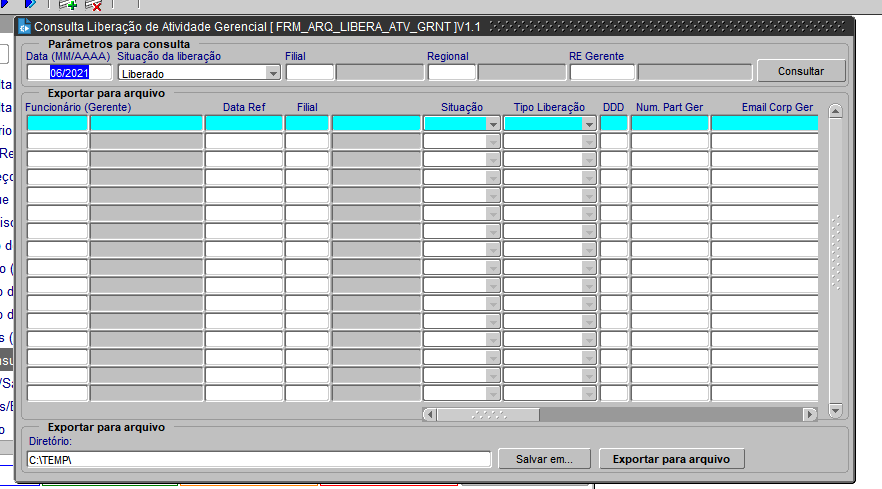 Consulta Liberação de Atividade Gerencial [ FRM_ARQ_LIBERA_ATV_GRNT ]V1.1
Parâmetros para consulta
Data (MM/AAAA) Situação da liberação Filial Regional RE Gerente
06/2021 Liberado Consultar
Exportar para arquivo
Funcionário (Gerente) Data Ref Filial Situação Tipo Liberação DDD Num. Part Ger Email Corp Ger
Exportar para arquivo
Diretório:
C:\TEMP\ Salvar em... Exportar para arquivo